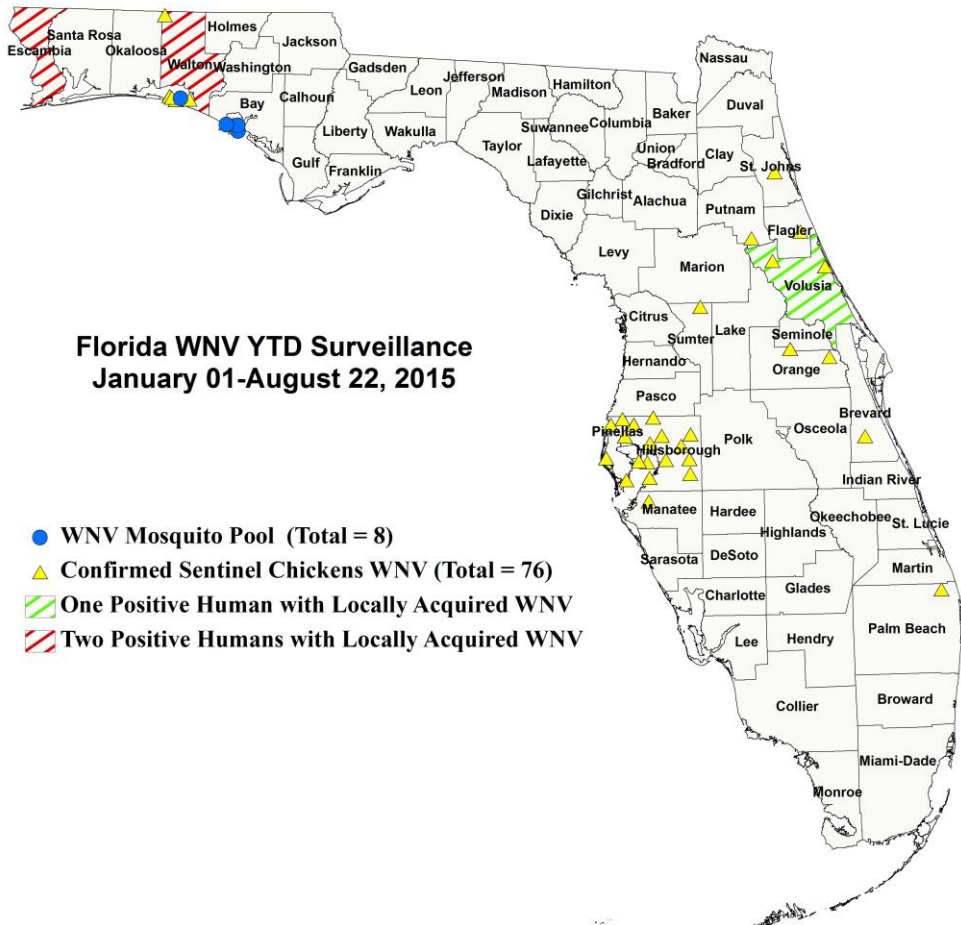 Holmes
Santa Rosa
Jackson
Escambia
Okaloosa
Walton
Washington
Gadsden
Nassau
Jefferson
Hamilton
Leon
Madison
Bay
Calhoun
Baker
Duval
Liberty
Wakulla
Suwannee
Columbia
Taylor
Union
Clay
Lafayette
Bradford
St. Johns
Gulf
Franklin
Gilchrist
Alachua
Putnam
Dixie
Flagler
Levy
Marion
Volusia
Citrus
Lake
Sumter
Seminole
Florida WNV YTD Surveillance
January 01-August 22, 2015
Hernando
Orange
Pasco
Brevard
Osceola
Pinellas
Polk
Hillsborough
Indian River
Manatee
Hardee
Okeechobee
St. Lucie
Highlands
WNV Mosquito Pool (Total = 8)
Sarasota
DeSoto
Martin
Confirmed Sentinel Chickens WNV (Total = 76)
Charlotte
Glades
One Positive Human with Locally Acquired WNV
Palm Beach
Two Positive Humans with Locally Acquired WNV
Lee
Hendry
Collier
Broward
Miami-Dade
Monroe